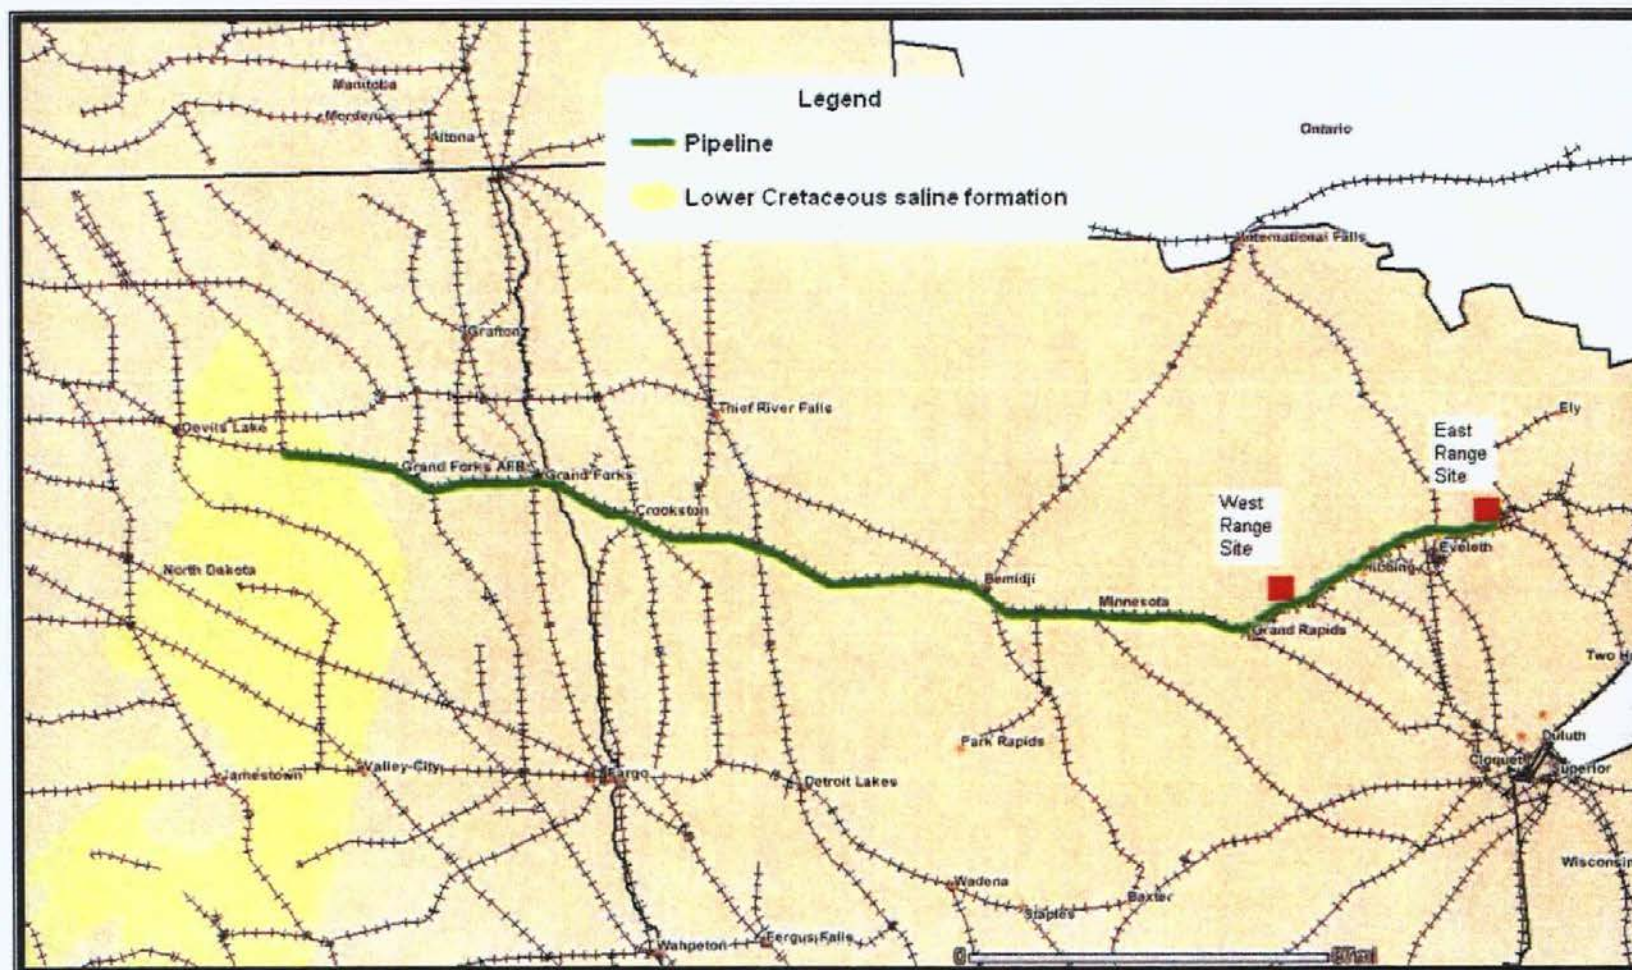 Manitoba
Legend
Ontario
Morden
Altona
Pipeline
Lower Cretaceous saline formation
International Falls
Grafton
Thief River Falls
Ely
Devils Lake
East
Range
Site
Grand Forks AFB
Grand Forks
West
Range
Site
Crookston
Eveleth
Hibbing
North Dakota
Bemidji
Minnesota
Grand Rapids
Two H
Park Rapids
Duluth
Cloquet
Superior
Jamestown
Valley City
Fargo
Detroit Lakes
Wisconsin
Wadena
Baxter
Staples
Wahpeton
Fergus Falls
0